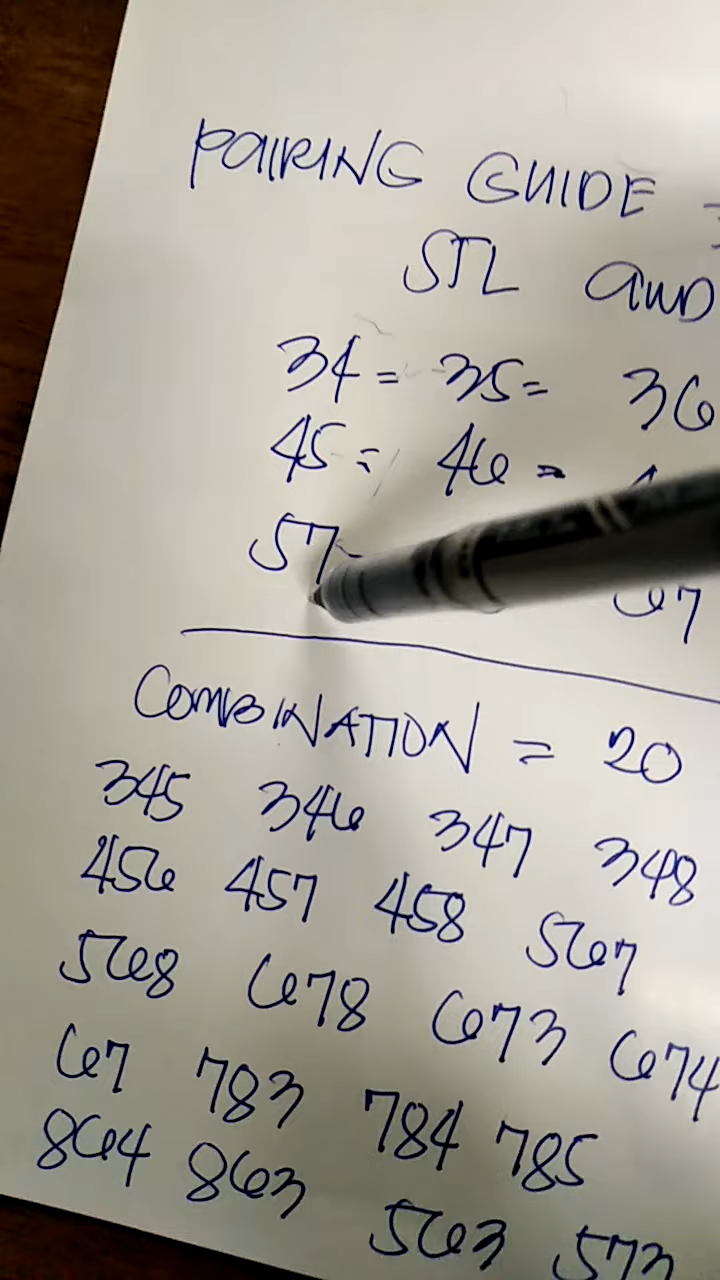 PAIRING GUIDE
STL AND
34 = 35 = 36
45 = 46 =
57 67
COMBINATION = 20
345 346 347 348
456 457 458 567
568 678 673 674
67 783 784 785
864 863 563 573